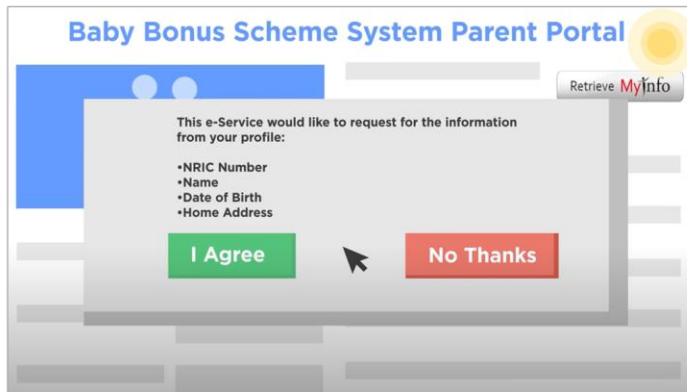 Baby Bonus Scheme System Parent Portal
Retrieve MyInfo
This e-Service would like to request for the information
from your profile:
•NRIC Number
•Name
•Date of Birth
•Home Address
I Agree
No Thanks